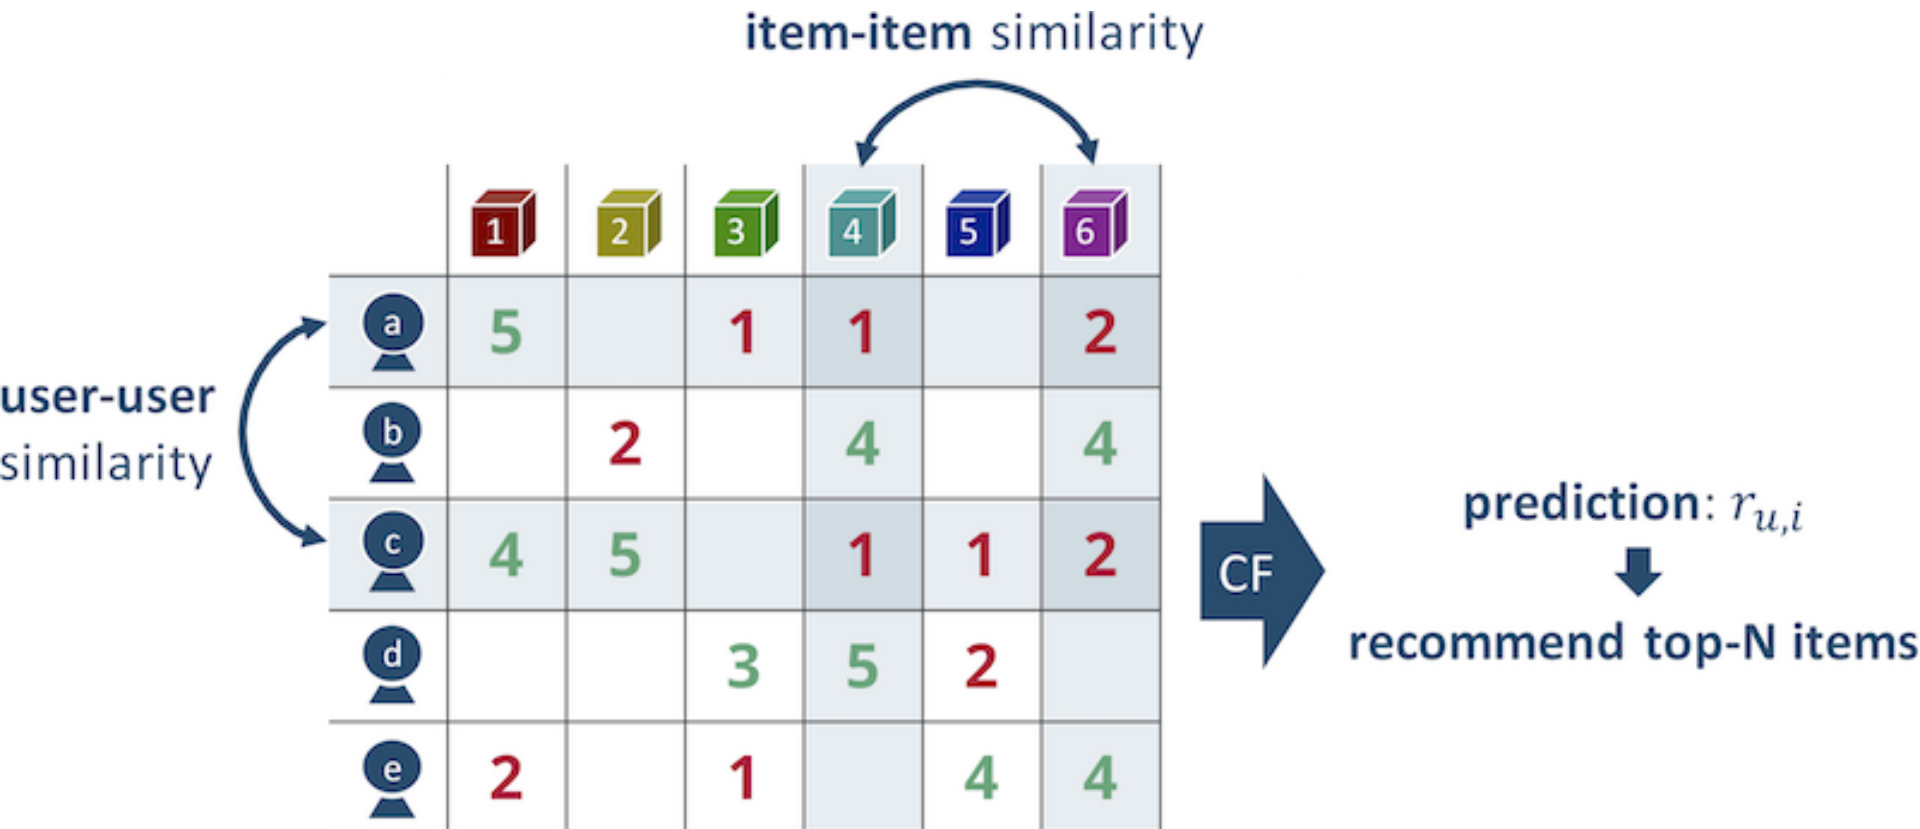 item-item similarity
1 2 3 4 5 6
a 5 1 1 2
user-user
similarity
b 2 4 4
c 4 5 1 1 2
CF
prediction: r_{u,i}
recommend top-N items
d 3 5 2
e 2 1 4 4